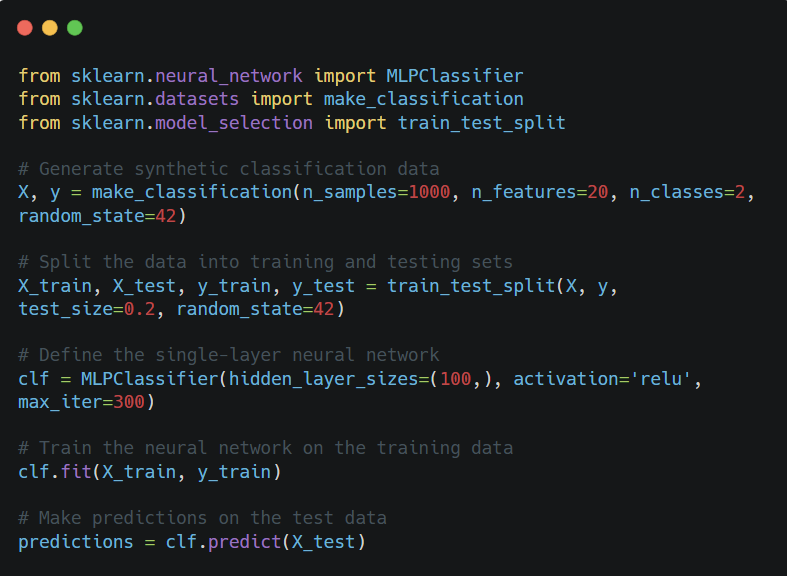 from sklearn.neural_network import MLPClassifier
from sklearn.datasets import make_classification
from sklearn.model_selection import train_test_split
# Generate synthetic classification data
X, y = make_classification(n_samples=1000, n_features=20, n_classes=2,
random_state=42)
# Split the data into training and testing sets
X_train, X_test, y_train, y_test = train_test_split(X, y,
test_size=0.2, random_state=42)
# Define the single-layer neural network
clf = MLPClassifier(hidden_layer_sizes=(100,), activation='relu',
max_iter=300)
# Train the neural network on the training data
clf.fit(X_train, y_train)
# Make predictions on the test data
predictions = clf.predict(X_test)